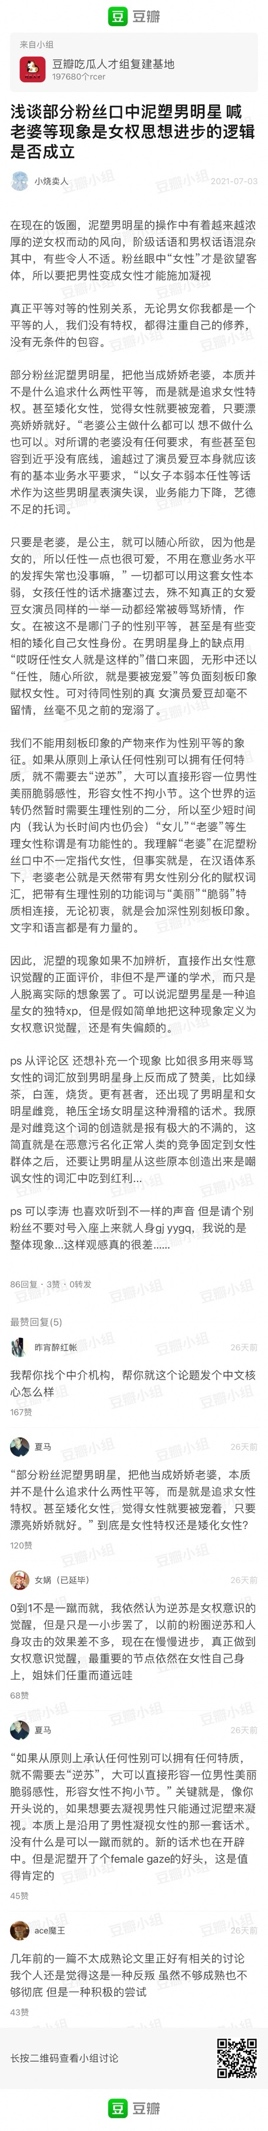 豆 豆瓣
来自小组
豆瓣吃瓜人才组复建基地
197680个rcer
浅谈部分粉丝口中泥塑男明星 喊
老婆等现象是女权思想进步的逻辑
是否成立
小烧卖人
2021-07-03
在现在的饭圈，泥塑男明星的操作中有着越来越浓
厚的逆女权而动的风向，阶级话语和男权话语混杂
其中，有些令人不适。粉丝眼中“女性”才是欲望客
体，所以要把男性变成女性才能施加凝视
真正平等对等的性别关系，无论男女你我都是一个
平等的人，我们没有特权，都得注重自己的修养，
没有无条件的包容。
部分粉丝泥塑男明星，把他当成娇娇老婆，本质并
不是什么追求什么两性平等，而是就是追求女性特
权。甚至矮化女性，觉得女性就要被宠着，只要漂
亮娇娇就好。“老婆公主做什么都可以 想不做什么
也可以。对所谓的老婆没有任何要求，有些甚至包
容到近乎没有底线，逾越过了演员爱豆本身就应该
有的基本业务水平要求，“以女子本弱本任性等话
术作为这些男明星表演失误，业务能力下降，艺德
不足的托词。
只要是老婆，是公主，就可以随心所欲，因为他是
女的，所以任性一点也很可爱，不用在意业务水平
的发挥失常也没事嘛，” 一切都可以用这套女性本
弱，女孩任性的话术搪塞过去，殊不知真正的女爱
豆女演员同样的一举一动都经常被辱骂矫情，作
女。在被这不是哪门子的性别平等，甚至是有些变
相的矮化自己女性身份。在男明星身上的缺点用
“哎呀任性女人就是这样的”借口来圆，无形中还以
“任性，随心所欲，就是要被宠爱”等负面刻板印象
赋权女性。可对待同性别的真 女演员爱豆却毫不
留情，丝毫不见之前的宠溺了。
我们不能用刻板印象的产物来作为性别平等的象
征。如果从原则上承认任何性别可以拥有任何特
质，就不需要去“逆苏”，大可以直接形容一位男性
美丽脆弱感性，形容女性不拘小节。这个世界的运
转仍然暂时需要生理性别的二分，所以至少短时间
内（我认为长时间内也仍会）“女儿”“老婆”等生
理女性称谓是有功能性的。我理解“老婆”在泥塑粉
丝口中不一定指代女性，但事实就是，在汉语体系
下，老婆老公就是天然带有男女性别分化的赋权词
汇，把带有生理性别的功能词与“美丽”“脆弱”特
质相连接，无论初衷，就是会加深性别刻板印象。
文字和语言都是有力量的。
因此，泥塑的现象如果不加辨析，直接作出女性意
识觉醒的正面评价，非但不是严谨的学术，而只是
人脱离实际的想象罢了。可以说泥塑男星是一种追
星女的独特xp，但是假如简单地把这种现象定义为
女权意识觉醒，还是有失偏颇的。
ps 从评论区 还想补充一个现象 比如很多用来辱骂
女性的词汇放到男明星身上反而成了赞美，比如绿
茶，白莲，烧货。更有甚者，还出现了男明星和女
明星雌竞，艳压全场女明星这种滑稽的话术。我原
是对雌竞这个词的创造就是报有极大的不满的，这
简直就是在恶意污名化正常人类的竞争固定到女性
群体之后，还要让男明星从这些原本创造出来是嘲
讽女性的词汇中吃到红利...
ps 可以李涛 也喜欢听到不一样的声音 但是请个别
粉丝不要对号入座上来就人身gj yygq，我说的是
整体现象...这样观感真的很差......
86回复 · 3赞 · 0转发
最赞回复(5)
昨宵醉红帐
26天前
我帮你找个中介机构，帮你就这个论题发个中文核
心怎么样
167赞
夏马
26天前
“部分粉丝泥塑男明星，把他当成娇娇老婆，本质
并不是什么追求什么两性平等，而是就是追求女性
特权。甚至矮化女性，觉得女性就要被宠着，只要
漂亮娇娇就好。” 到底是女性特权还是矮化女性？
120赞
女娲（已延毕）
26天前
0到1不是一蹴而就，我依然认为逆苏是女权意识的
觉醒，但是只是一小步罢了，以前的粉圈逆苏和人
身攻击的效果差不多，现在在慢慢进步，真正做到
女权意识觉醒，最重要的节点依然在女性自己身
上，姐妹们任重而道远哇
68赞
夏马
26天前
“如果从原则上承认任何性别可以拥有任何特质，
就不需要去“逆苏”，大可以直接形容一位男性美丽
脆弱感性，形容女性不拘小节。” 关键就是，像你
开头说的，如果想要去凝视男性只能通过泥塑来凝
视。本质上是沿用了男性凝视女性的那一套话术。
没有什么是可以一蹴而就的。新的话术也在开辟
中。但是泥塑开了个female gaze的好头，这是值
得肯定的
45赞
ace魔王
26天前
几年前的一篇不太成熟论文里正好有相关的讨论
我个人还是觉得这是一种反叛 虽然不够成熟也不
够彻底 但是一种积极的尝试
43赞
长按二维码查看小组讨论
豆 豆瓣